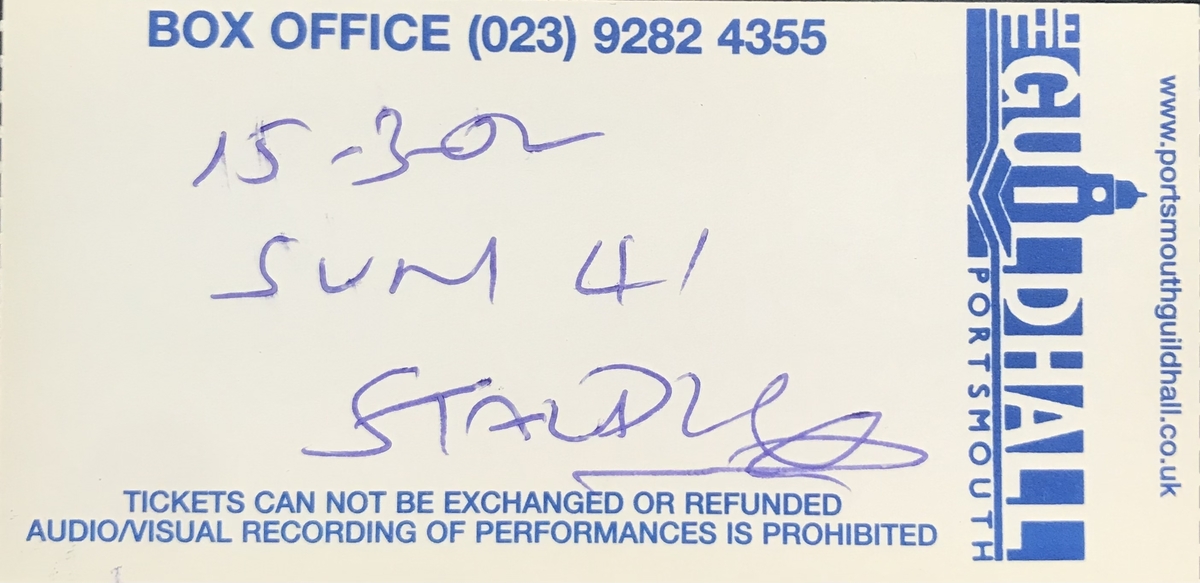 BOX OFFICE (023) 9282 4355
15-3-02
SUM 41
STANDING
TICKETS CAN NOT BE EXCHANGED OR REFUNDED
AUDIO/VISUAL RECORDING OF PERFORMANCES IS PROHIBITED
THE
GUILDHALL
PORTSMOUTH
www.portsmouthguildhall.co.uk